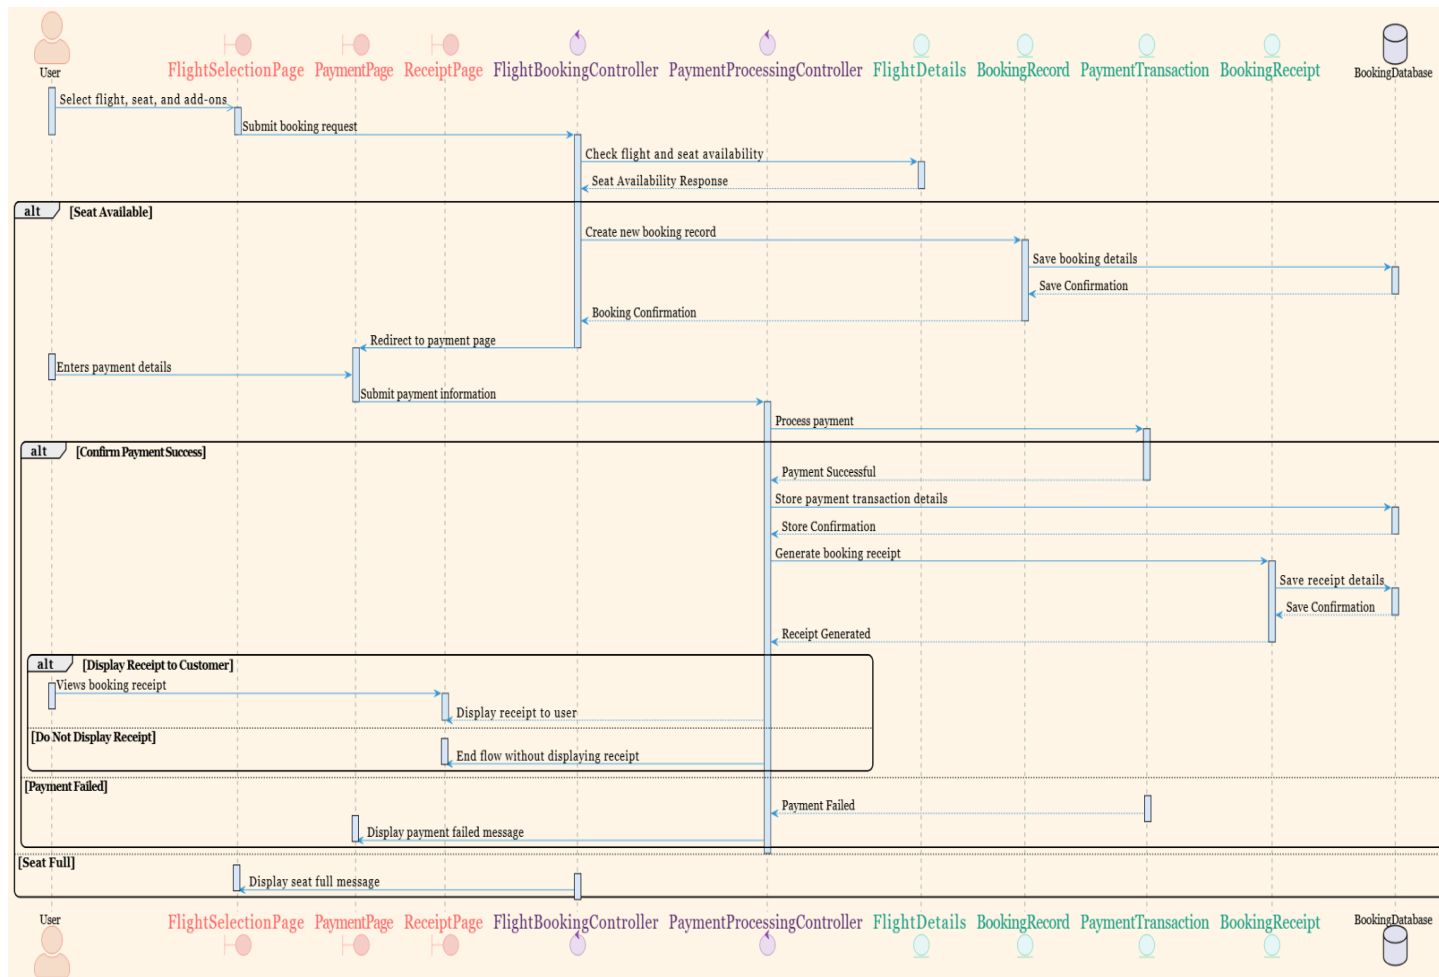 User
FlightSelectionPage PaymentPage ReceiptPage FlightBookingController PaymentProcessingController FlightDetails BookingRecord PaymentTransaction BookingReceipt BookingDatabase
Select flight, seat, and add-ons
Submit booking request
Check flight and seat availability
Seat Availability Response
alt [Seat Available]
Create new booking record
Save booking details
Save Confirmation
Booking Confirmation
Redirect to payment page
Enters payment details
Submit payment information
Process payment
alt [Confirm Payment Success]
Payment Successful
Store payment transaction details
Store Confirmation
Generate booking receipt
Save receipt details
Save Confirmation
Receipt Generated
alt [Display Receipt to Customer]
Views booking receipt
Display receipt to user
[Do Not Display Receipt]
End flow without displaying receipt
[Payment Failed]
Payment Failed
Display payment failed message
[Seat Full]
Display seat full message
User
FlightSelectionPage PaymentPage ReceiptPage FlightBookingController PaymentProcessingController FlightDetails BookingRecord PaymentTransaction BookingReceipt BookingDatabase